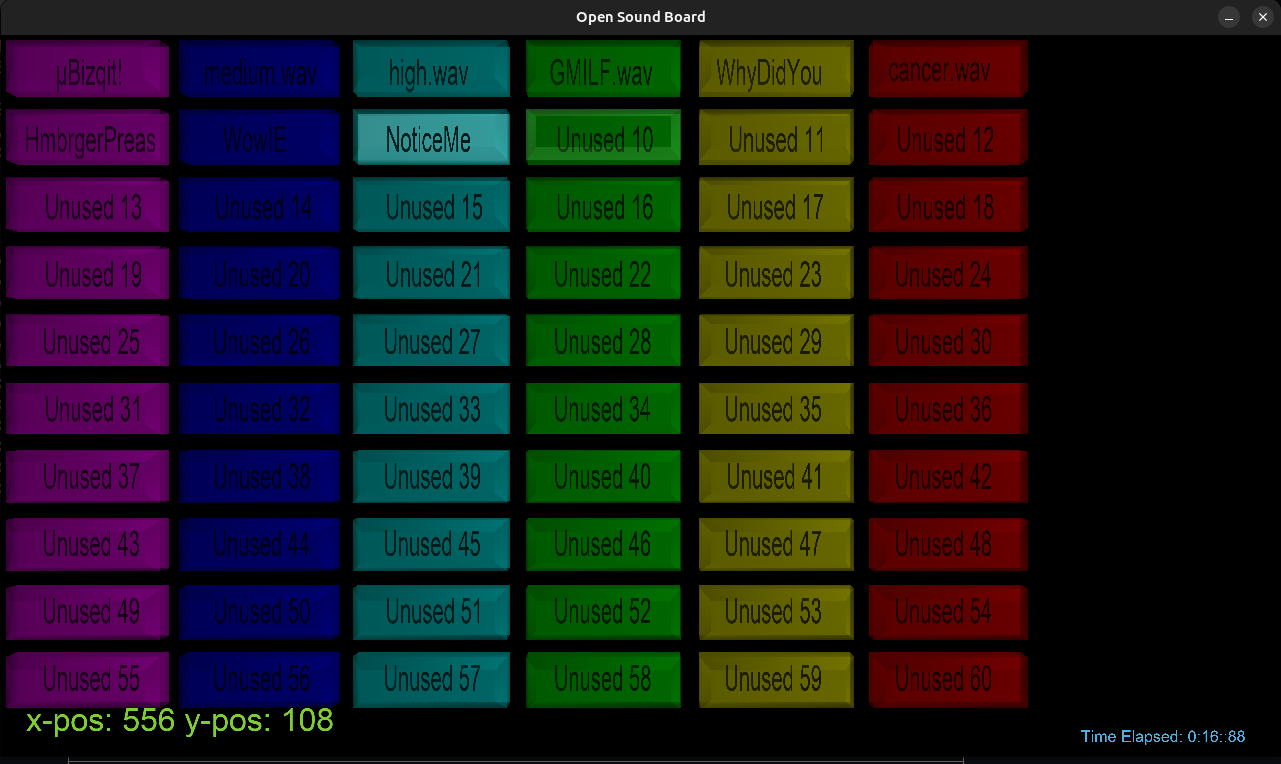 Open Sound Board
µBizqit! medium.wav high.wav GMILF.wav WhyDidYou cancer.wav
HmbrgerPreas WowIE NoticeMe Unused 10 Unused 11 Unused 12
Unused 13 Unused 14 Unused 15 Unused 16 Unused 17 Unused 18
Unused 19 Unused 20 Unused 21 Unused 22 Unused 23 Unused 24
Unused 25 Unused 26 Unused 27 Unused 28 Unused 29 Unused 30
Unused 31 Unused 32 Unused 33 Unused 34 Unused 35 Unused 36
Unused 37 Unused 38 Unused 39 Unused 40 Unused 41 Unused 42
Unused 43 Unused 44 Unused 45 Unused 46 Unused 47 Unused 48
Unused 49 Unused 50 Unused 51 Unused 52 Unused 53 Unused 54
Unused 55 Unused 56 Unused 57 Unused 58 Unused 59 Unused 60
x-pos: 556 y-pos: 108
Time Elapsed: 0:16::88